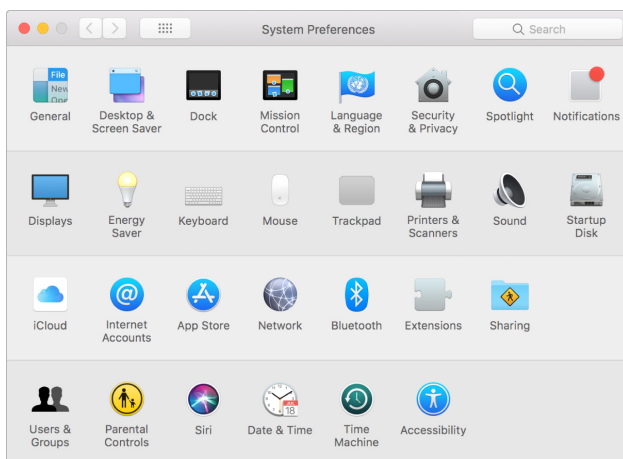 System Preferences
Search
File
New
General
Desktop &
Screen Saver
Dock
Mission
Control
Language
& Region
Security
& Privacy
Spotlight
Notifications
Displays
Energy
Saver
Keyboard
Mouse
Trackpad
Printers &
Scanners
Sound
Startup
Disk
iCloud
@
Internet
Accounts
App Store
Network
Bluetooth
Extensions
Sharing
Users &
Groups
Parental
Controls
Siri
18
Date & Time
Time
Machine
Accessibility